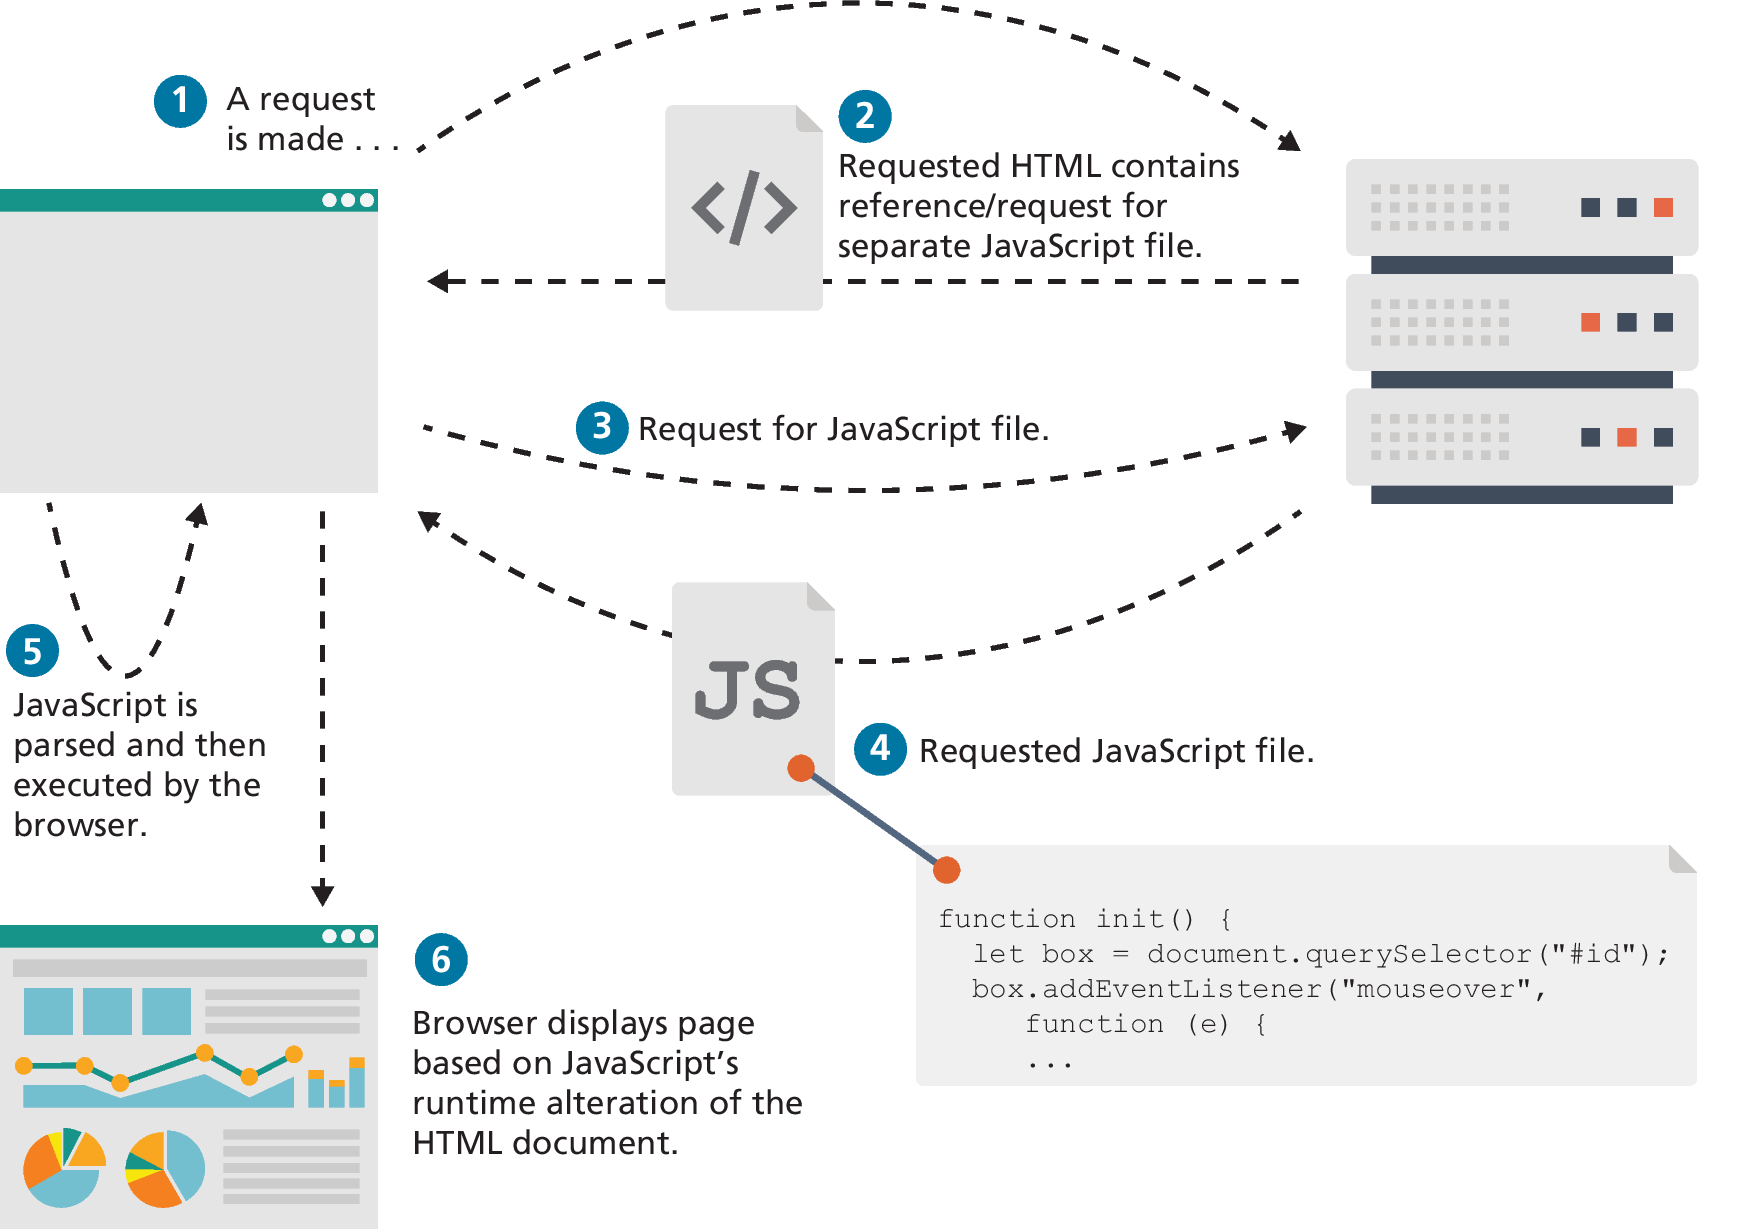 1 A request
is made . . .
2
Requested HTML contains
reference/request for
separate JavaScript file.
</>
3 Request for JavaScript file.
JS
4 Requested JavaScript file.
5
JavaScript is
parsed and then
executed by the
browser.
function init() {
let box = document.querySelector("#id");
box.addEventListener("mouseover",
function (e) {
...
6
Browser displays page
based on JavaScript’s
runtime alteration of the
HTML document.